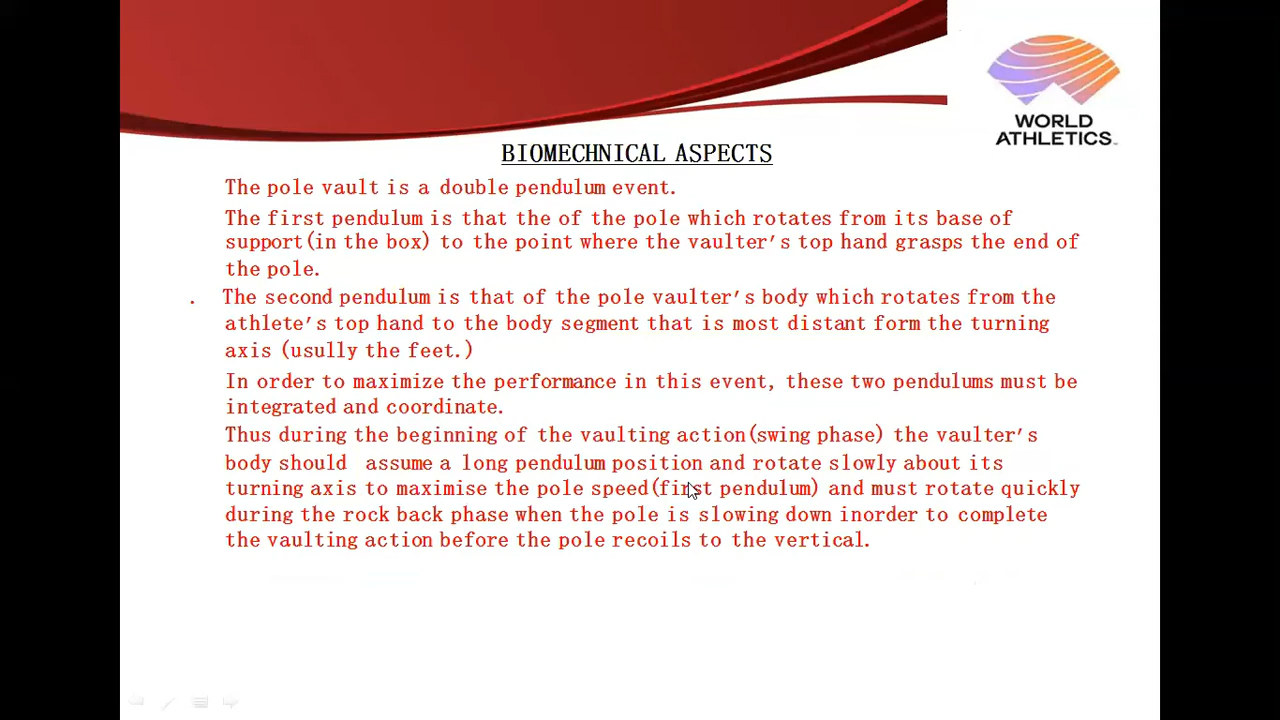 WORLD
ATHLETICS.
BIOMECHNICAL ASPECTS
The pole vault is a double pendulum event.
The first pendulum is that the of the pole which rotates from its base of
support(in the box) to the point where the vaulter's top hand grasps the end of
the pole.
. The second pendulum is that of the pole vaulter's body which rotates from the
athlete's top hand to the body segment that is most distant form the turning
axis (usully the feet.)
In order to maximize the performance in this event, these two pendulums must be
integrated and coordinate.
Thus during the beginning of the vaulting action(swing phase) the vaulter's
body should assume a long pendulum position and rotate slowly about its
turning axis to maximise the pole speed(first pendulum) and must rotate quickly
during the rock back phase when the pole is slowing down inorder to complete
the vaulting action before the pole recoils to the vertical.